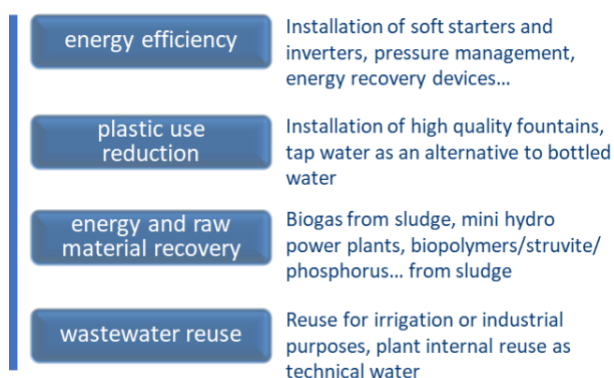 energy efficiency
Installation of soft starters and
inverters, pressure management,
energy recovery devices…
plastic use
reduction
Installation of high quality fountains,
tap water as an alternative to bottled
water
energy and raw
material recovery
Biogas from sludge, mini hydro
power plants, biopolymers/struvite/
phosphorus… from sludge
wastewater reuse
Reuse for irrigation or industrial
purposes, plant internal reuse as
technical water